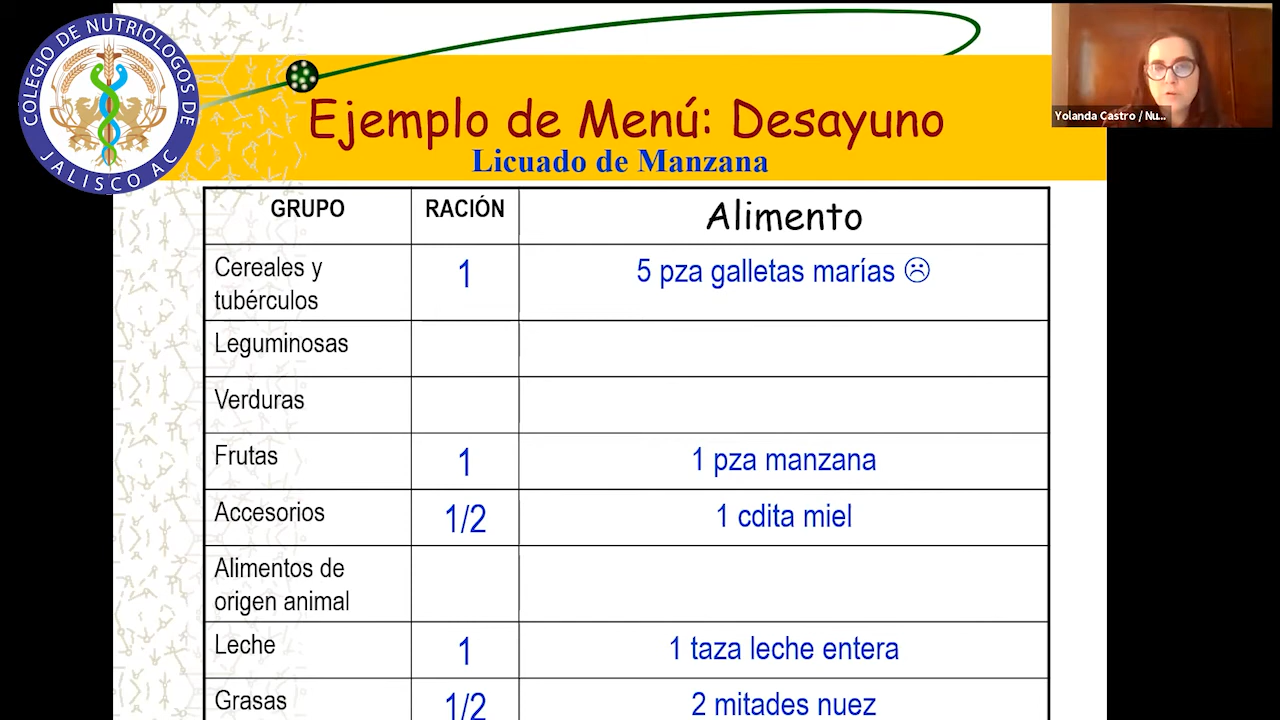 COLEGIO DE NUTRIOLOGOS DE
JALISCO AC
Ejemplo de Menú: Desayuno
Licuado de Manzana
Yolanda Castro / Nu...
GRUPO RACIÓN Alimento
Cereales y tubérculos 1 5 pza galletas marías ☹
Leguminosas
Verduras
Frutas 1 1 pza manzana
Accesorios 1/2 1 cdita miel
Alimentos de origen animal
Leche 1 1 taza leche entera
Grasas 1/2 2 mitades nuez